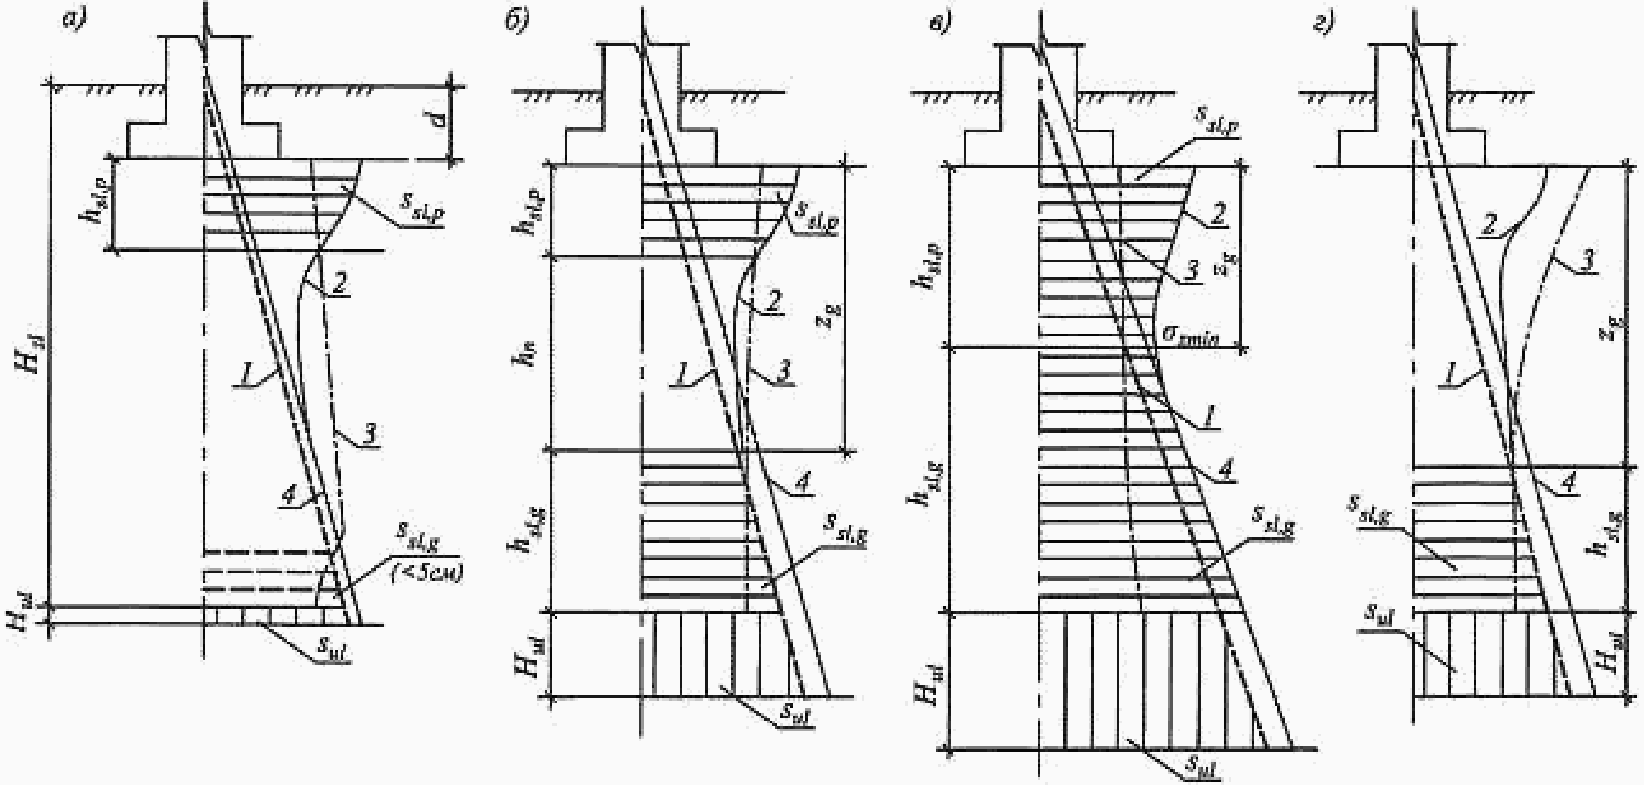 а)
d
h_sl,p
s_sl,p
2
H_sl
1
3
4
s_sl,g
(<5см)
H_ul
s_ul
б)
h_sl,p
s_sl,p
2
z_g
h_n
1
3
4
h_sl,g
s_sl,g
H_ul
s_ul
в)
s_sl,p
2
h_sl,p
3
z_g
σ_zmin
1
4
h_sl,g
s_sl,g
H_ul
s_ul
г)
2
3
z_g
1
4
s_sl,g
h_sl,g
s_ul
H_ul